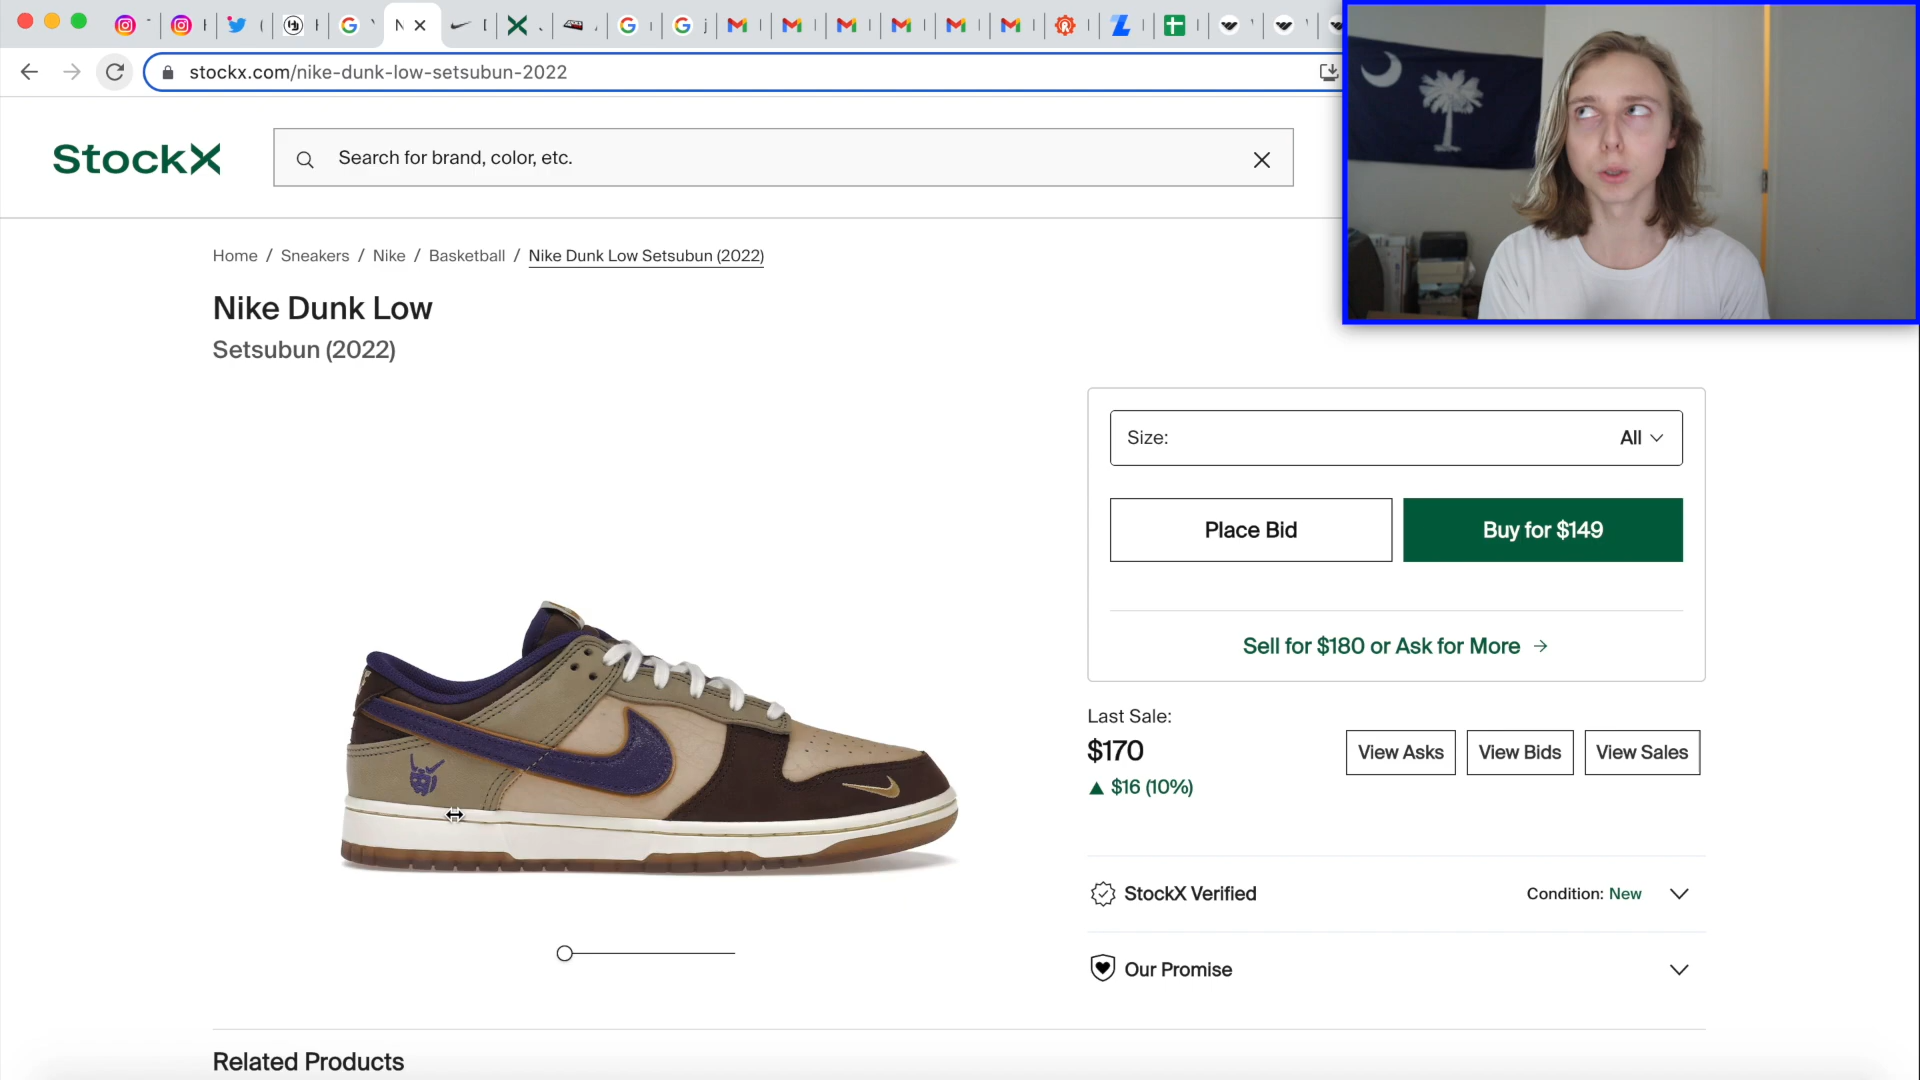 stockx.com/nike-dunk-low-setsubun-2022
StockX
Search for brand, color, etc.
Home / Sneakers / Nike / Basketball / Nike Dunk Low Setsubun (2022)
Nike Dunk Low
Setsubun (2022)
Size: All
Place Bid
Buy for $149
Sell for $180 or Ask for More
Last Sale:
$170
$16 (10%)
View Asks
View Bids
View Sales
StockX Verified
Condition: New
Our Promise
Related Products